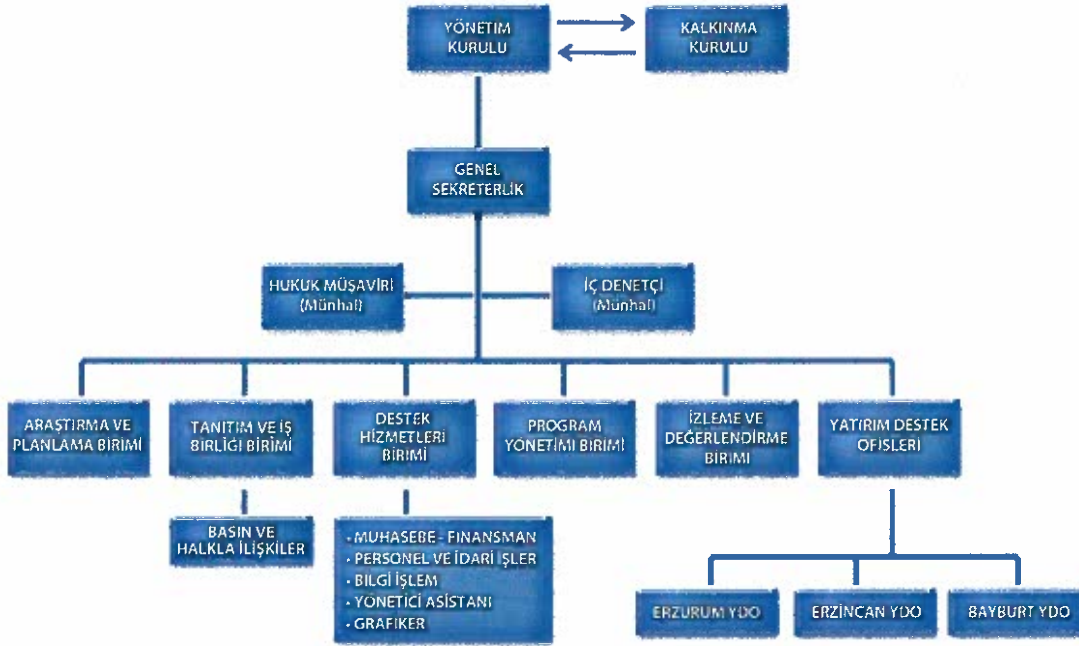 YÖNETİM
KURULU
KALKINMA
KURULU
GENEL
SEKRETERLİK
HUKUK MÜŞAVİRİ
(Münhal)
İÇ DENETÇİ
(Münhal)
ARAŞTIRMA VE
PLANLAMA BİRİMİ
TANITIM VE İŞ
BİRLİĞİ BİRİMİ
DESTEK
HİZMETLERİ
BİRİMİ
PROGRAM
YÖNETİMİ BİRİMİ
İZLEME VE
DEĞERLENDİRME
BİRİMİ
YATIRIM DESTEK
OFİSLERİ
BASIN VE
HALKLA İLİŞKİLER
• MUHASEBE - FİNANSMAN
• PERSONEL VE İDARİ İŞLER
• BİLGİ İŞLEM
• YÖNETİCİ ASİSTANI
• GRAFİKER
ERZURUM YDO
ERZİNCAN YDO
BAYBURT YDO